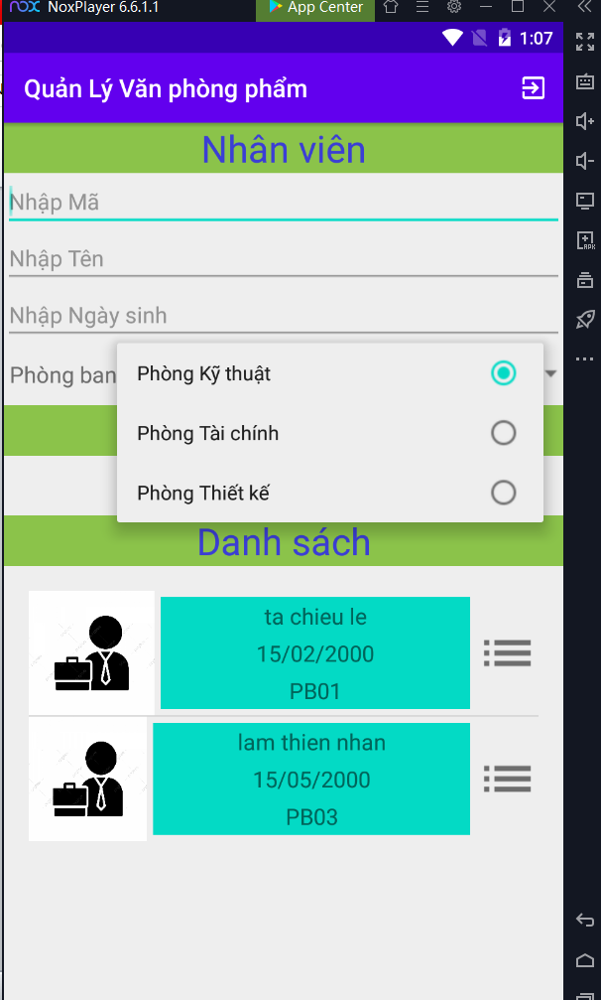 nox NoxPlayer 6.6.1.1 App Center
1:07
Quản Lý Văn phòng phẩm
Nhân viên
Nhập Mã
Nhập Tên
Nhập Ngày sinh
Phòng ban
Phòng Kỹ thuật
Phòng Tài chính
Phòng Thiết kế
Danh sách
ta chieu le
15/02/2000
PB01
lam thien nhan
15/05/2000
PB03